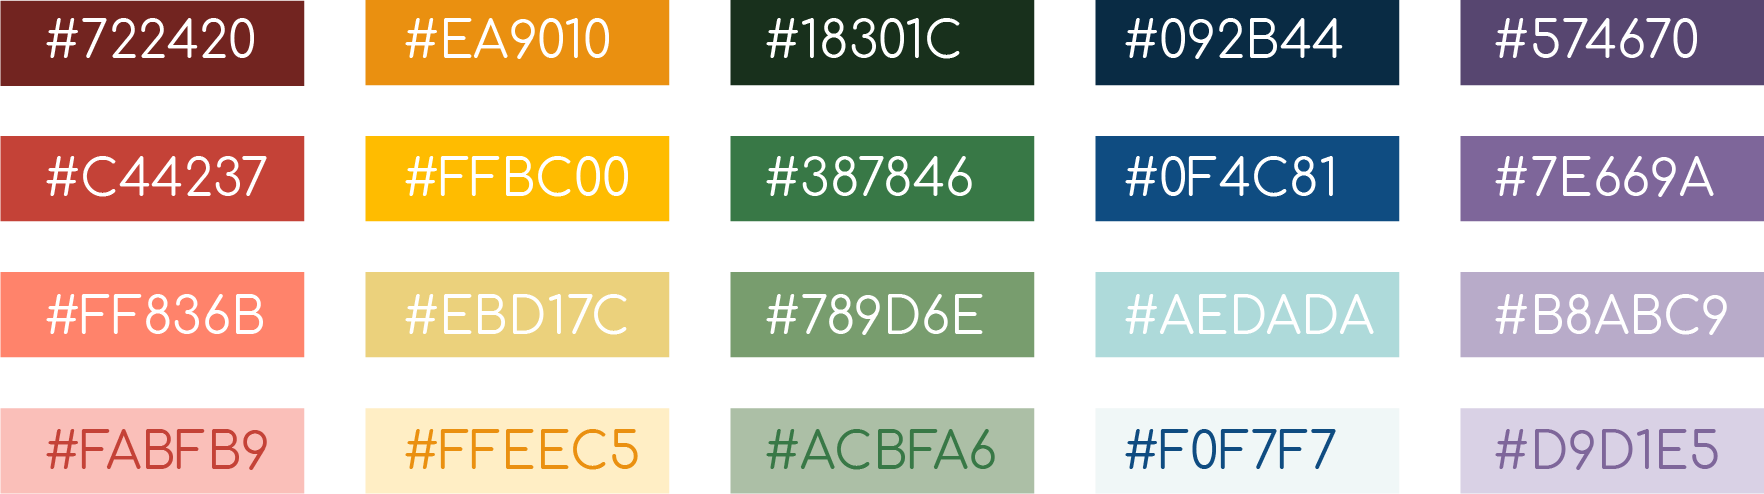 #722420 #EA9010 #18301C #092B44 #574670
#C44237 #FFBC00 #387846 #0F4C81 #7E669A
#FF836B #EBD17C #789D6E #AEDADA #B8ABC9
#FABFB9 #FFEEC5 #ACBFA6 #F0F7F7 #D9D1E5